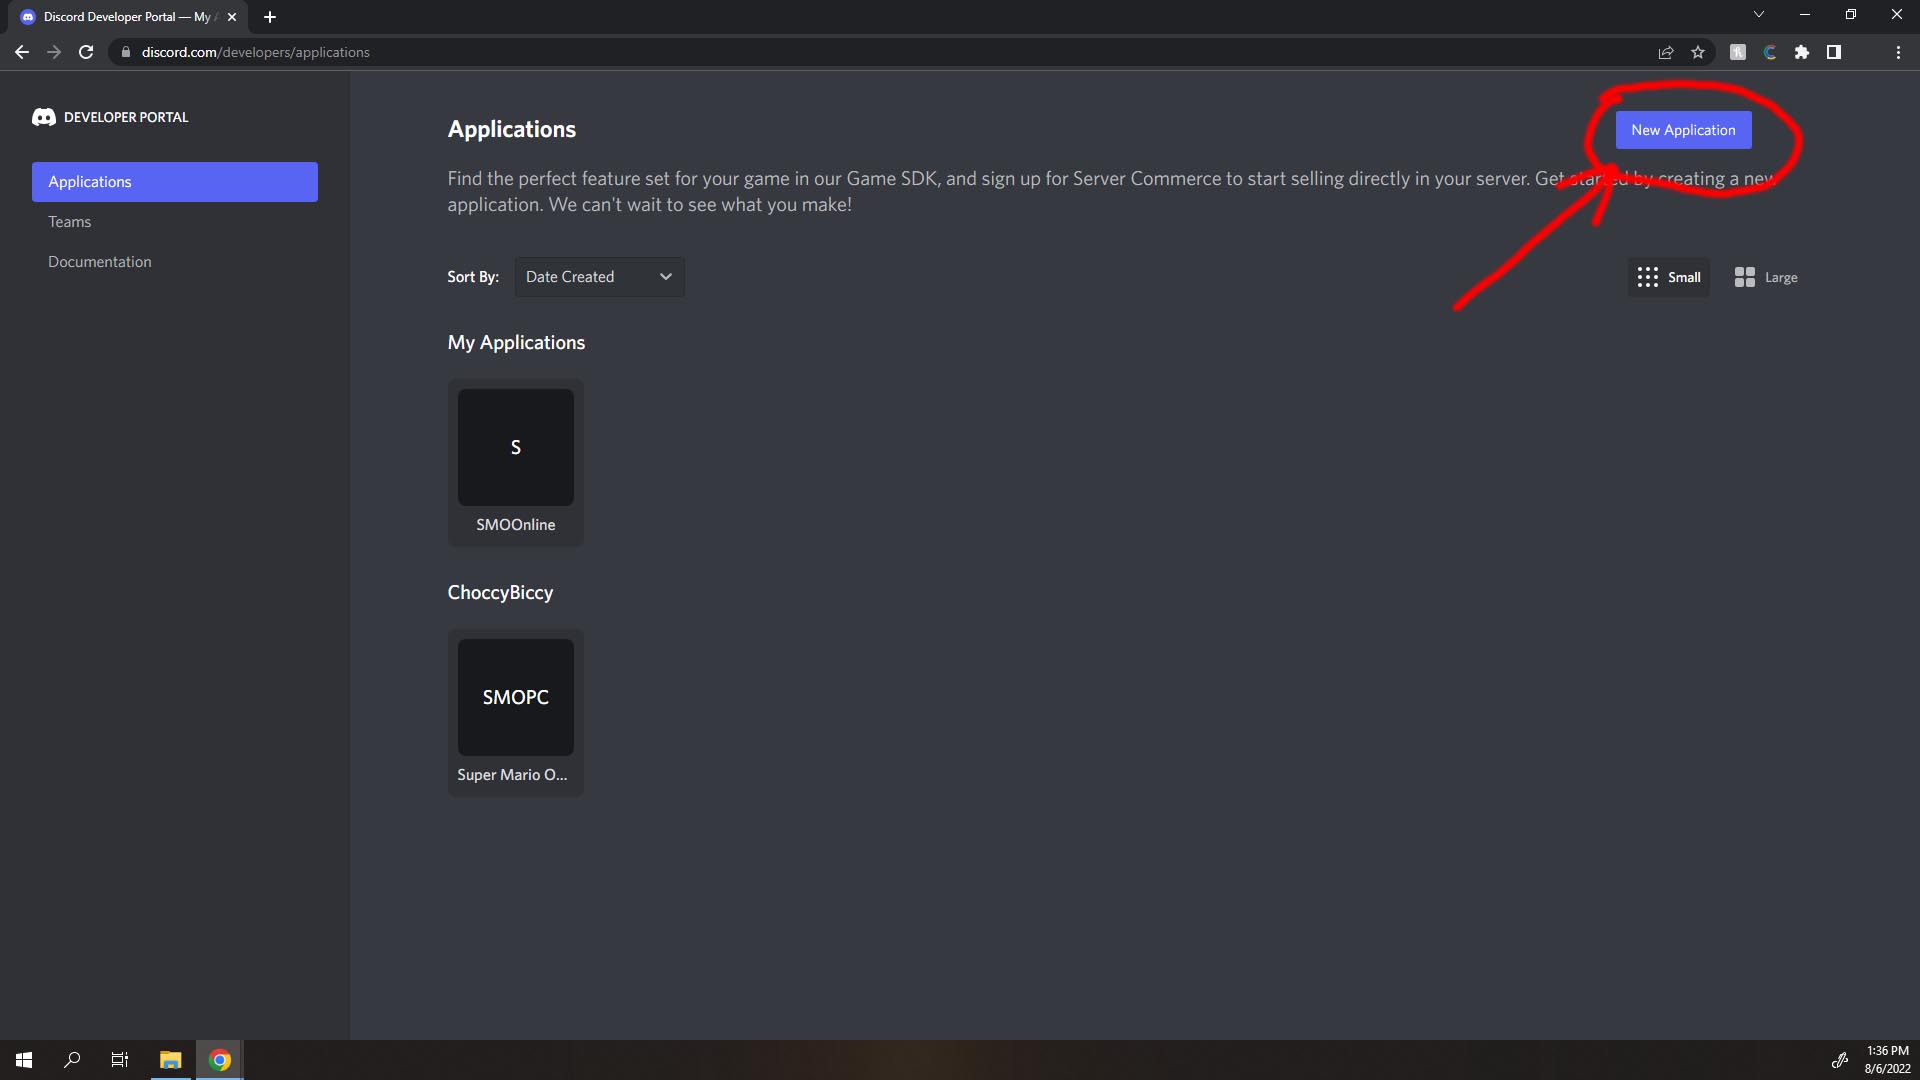 Discord Developer Portal — My A
discord.com/developers/applications
DEVELOPER PORTAL
Applications
Teams
Documentation
Applications
New Application
Find the perfect feature set for your game in our Game SDK, and sign up for Server Commerce to start selling directly in your server. Get started by creating a new
application. We can't wait to see what you make!
Sort By:
Date Created
Small
Large
My Applications
S
SMOOnline
ChoccyBiccy
SMOPC
Super Mario O...
1:36 PM
8/6/2022